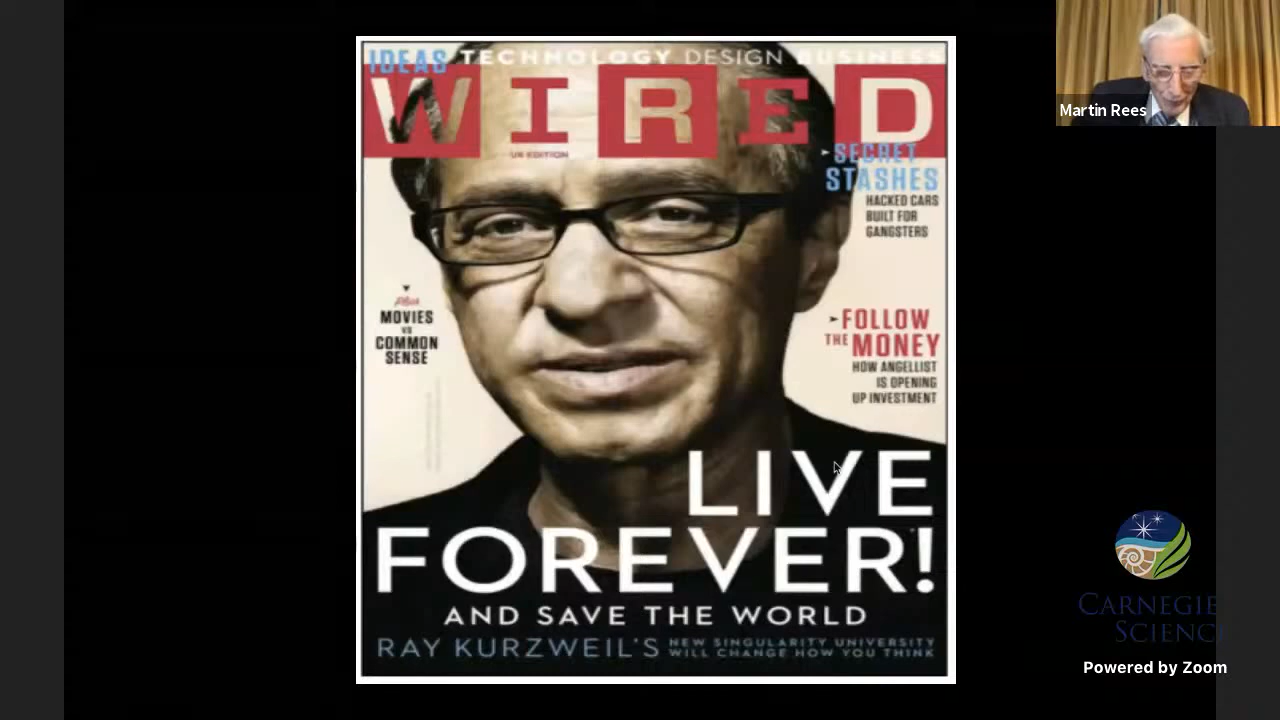 IDEAS TECHNOLOGY DESIGN BUSINESS
WIRED
UK EDITION
SECRET
STASHES
HACKED CARS
BUILT FOR
GANGSTERS
plus
MOVIES
VS
COMMON
SENSE
FOLLOW
THE MONEY
HOW ANGELLIST
IS OPENING
UP INVESTMENT
LIVE
FOREVER!
AND SAVE THE WORLD
RAY KURZWEIL'S NEW SINGULARITY UNIVERSITY
WILL CHANGE HOW YOU THINK
Martin Rees
CARNEGIE
SCIENC
Powered by Zoom